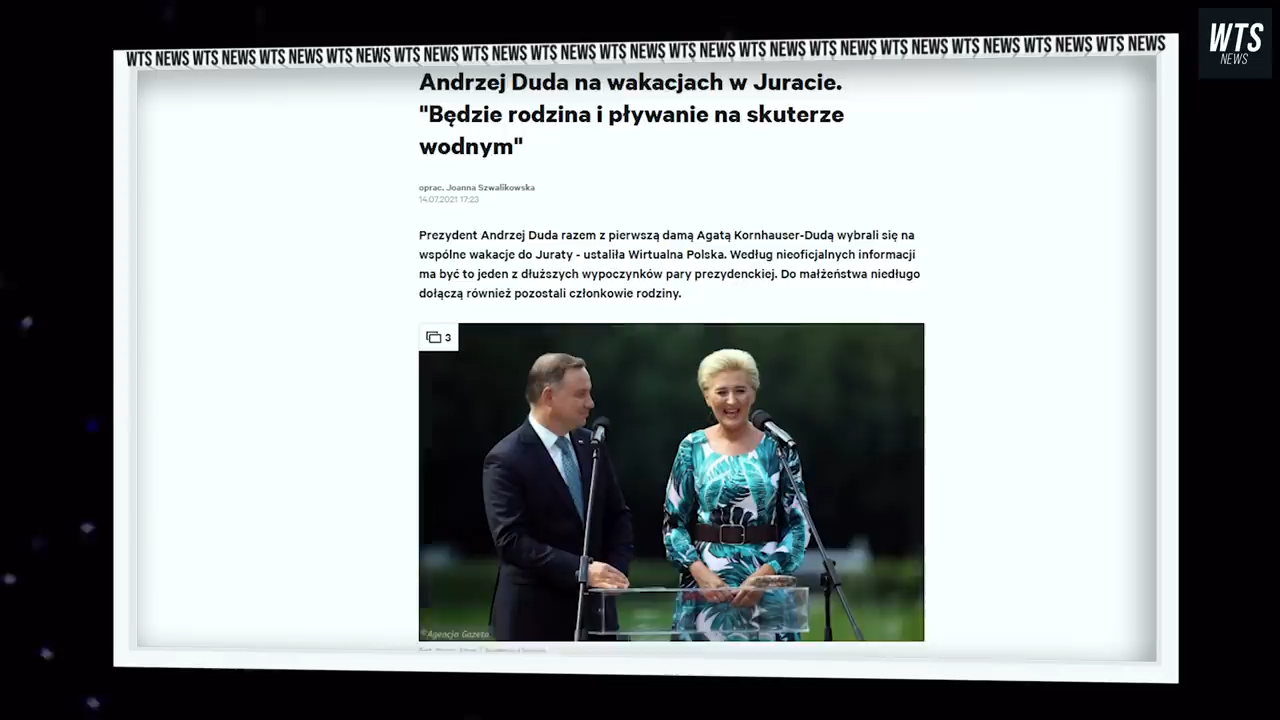 WTS NEWS WTS NEWS WTS NEWS WTS NEWS WTS NEWS WTS NEWS WTS NEWS WTS NEWS WTS NEWS WTS NEWS WTS NEWS WTS NEWS WTS NEWS WTS NEWS WTS NEWS
WTS
NEWS
Andrzej Duda na wakacjach w Juracie.
"Będzie rodzina i pływanie na skuterze
wodnym"
oprac. Joanna Szwalikowska
14.07.2021 17:23
Prezydent Andrzej Duda razem z pierwszą damą Agatą Kornhauser-Dudą wybrali się na
wspólne wakacje do Juraty - ustaliła Wirtualna Polska. Według nieoficjalnych informacji
ma być to jeden z dłuższych wypoczynków pary prezydenckiej. Do małżeństwa niedługo
dołączą również pozostali członkowie rodziny.
3
©Agencja Gazeta